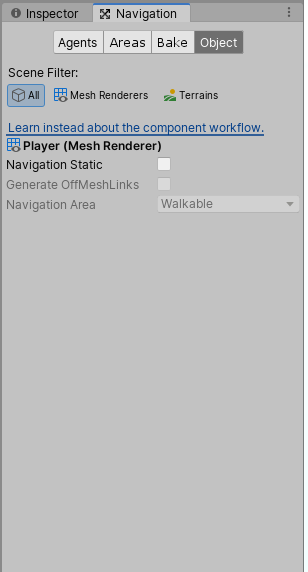 Inspector Navigation
Agents Areas Bake Object
Scene Filter:
All Mesh Renderers Terrains
Learn instead about the component workflow.
Player (Mesh Renderer)
Navigation Static
Generate OffMeshLinks
Navigation Area Walkable